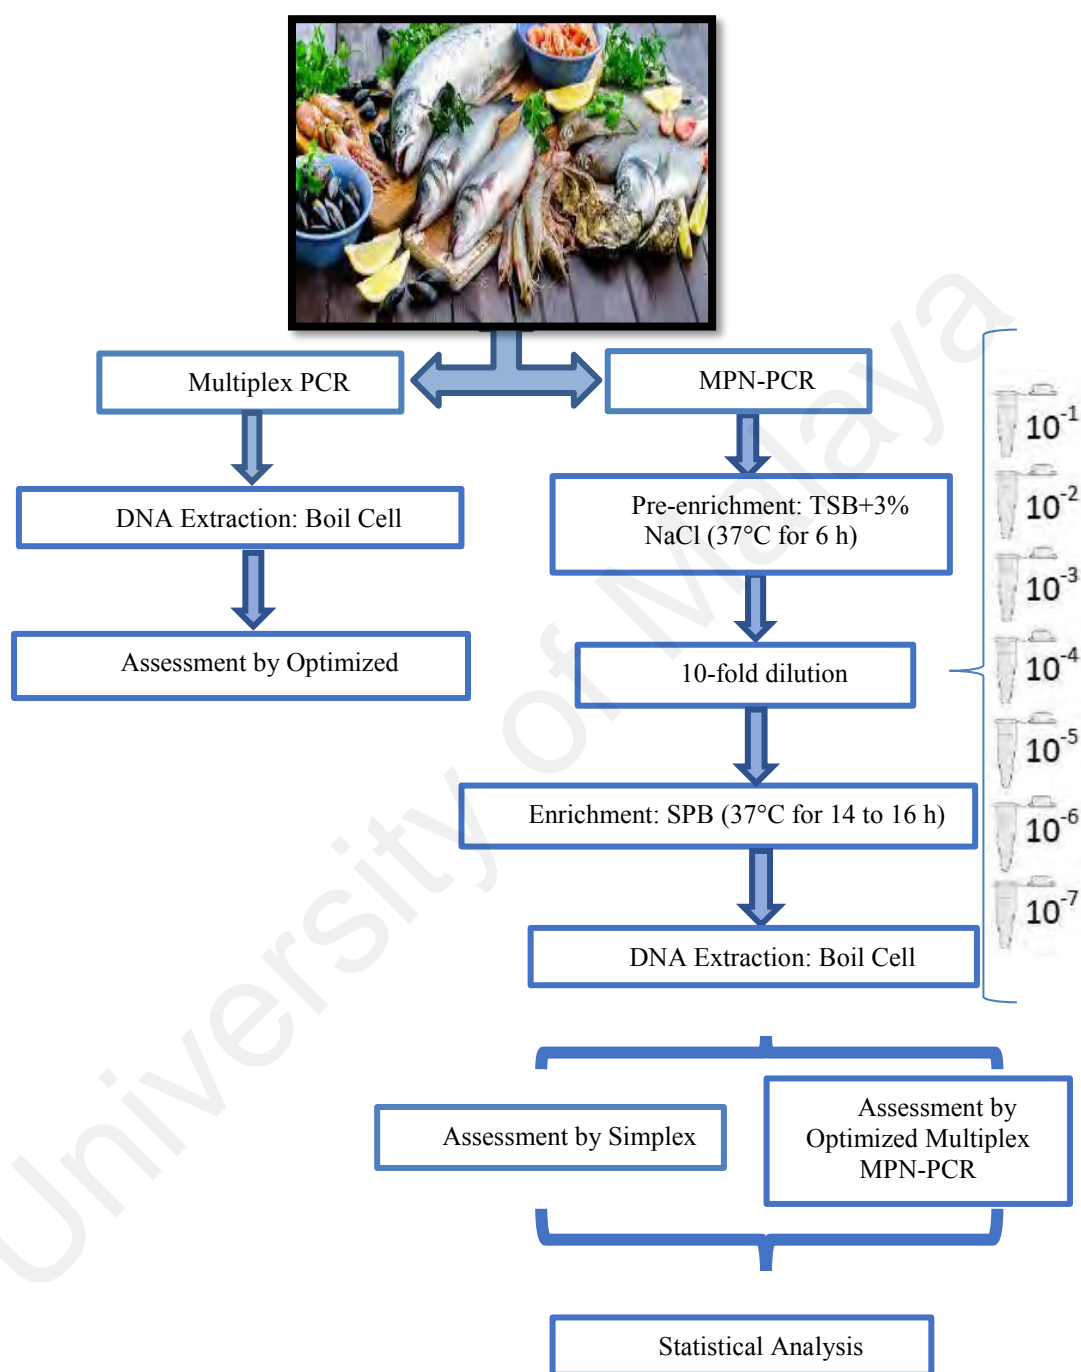 Multiplex PCR
MPN-PCR
DNA Extraction: Boil Cell
Assessment by Optimized
Pre-enrichment: TSB+3%
NaCl (37°C for 6 h)
10-fold dilution
10-1
10-2
10-3
10-4
10-5
10-6
10-7
Enrichment: SPB (37°C for 14 to 16 h)
DNA Extraction: Boil Cell
Assessment by Simplex
Assessment by
Optimized Multiplex
MPN-PCR
Statistical Analysis
University of Malaya